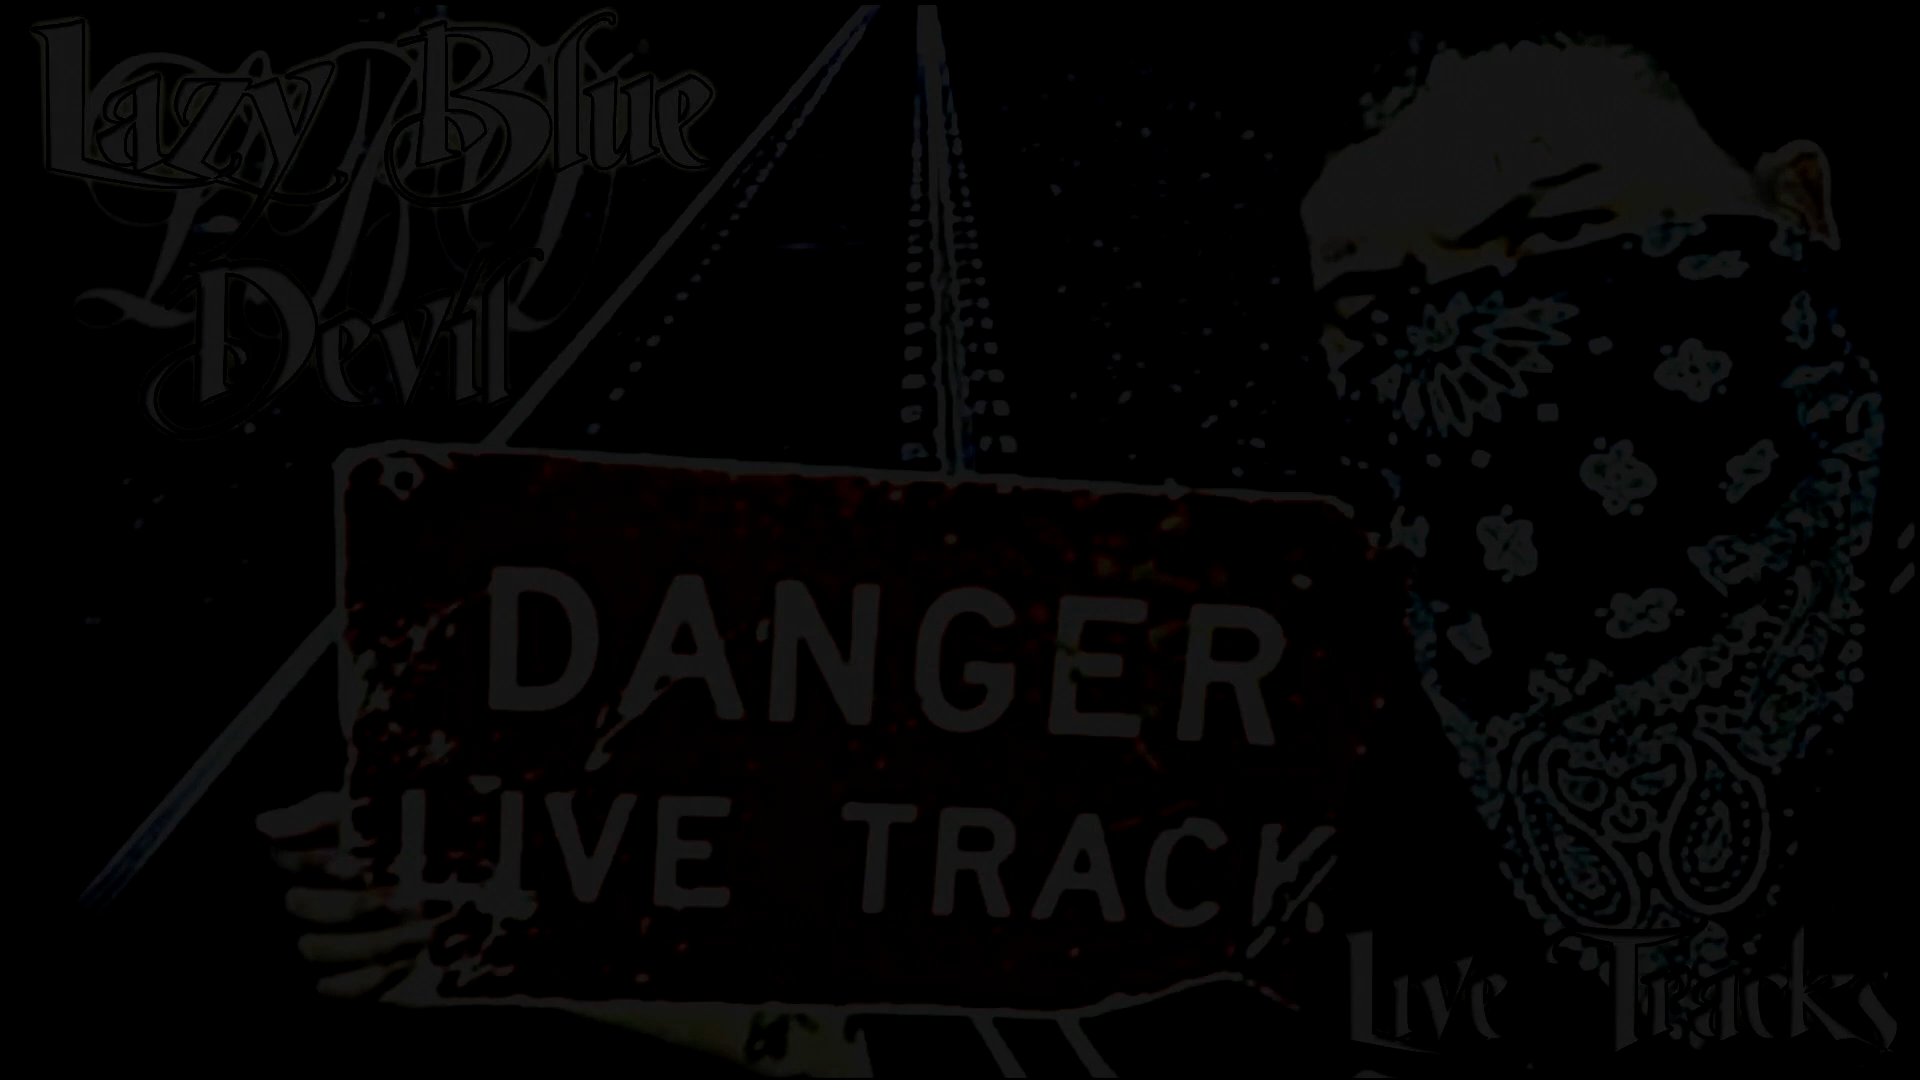 Lazy Blue
Devil
DANGER
LIVE TRACK
Live Tracks